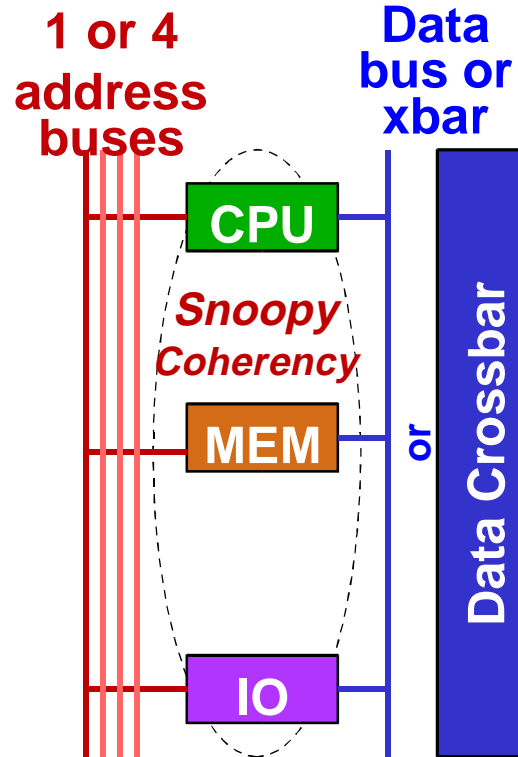 1 or 4
address
buses
Data
bus or
xbar
CPU
Snoopy
Coherency
MEM
or
Data Crossbar
IO